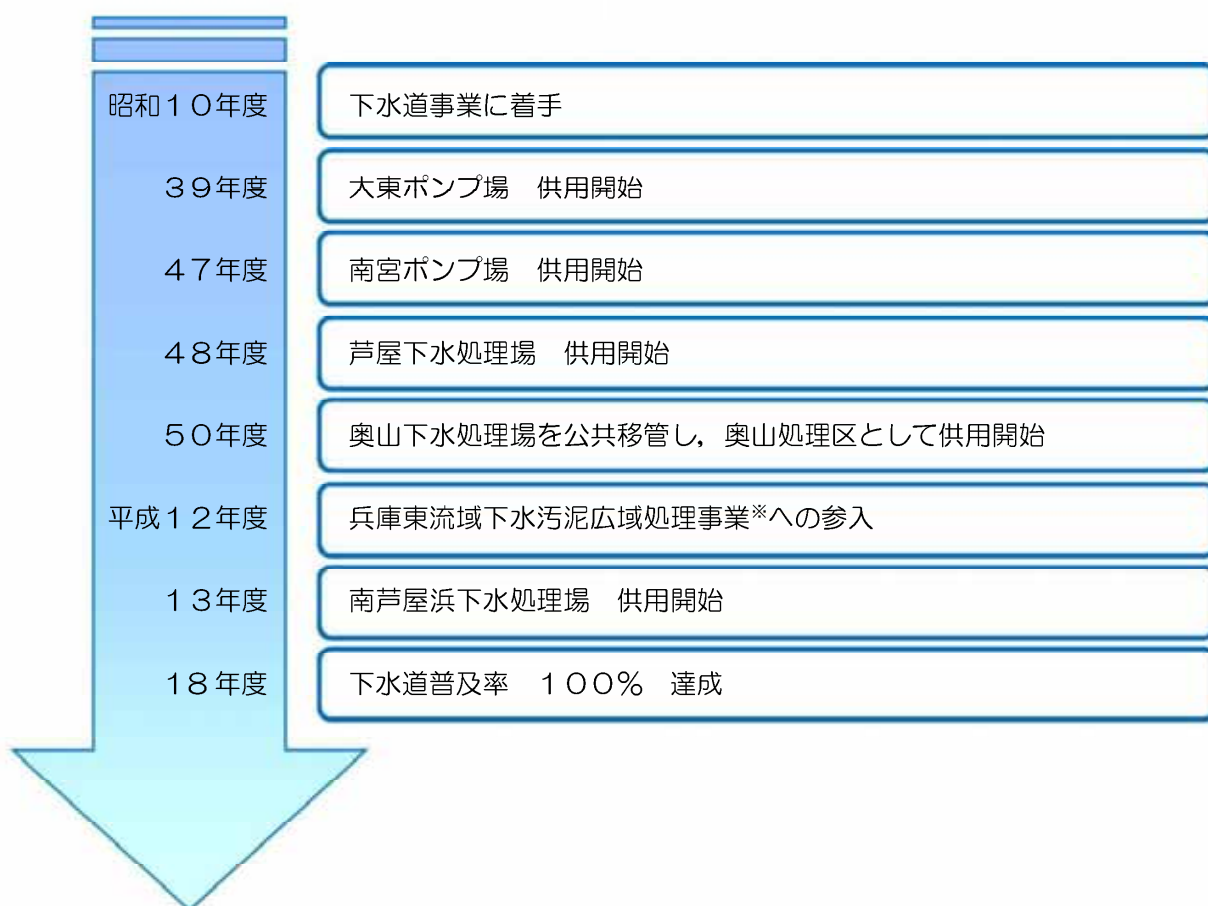 昭和１０年度 下水道事業に着手
３９年度 大東ポンプ場　供用開始
４７年度 南宮ポンプ場　供用開始
４８年度 芦屋下水処理場　供用開始
５０年度 奥山下水処理場を公共移管し，奥山処理区として供用開始
平成１２年度 兵庫東流域下水汚泥広域処理事業※への参入
１３年度 南芦屋浜下水処理場　供用開始
１８年度 下水道普及率　１００％　達成